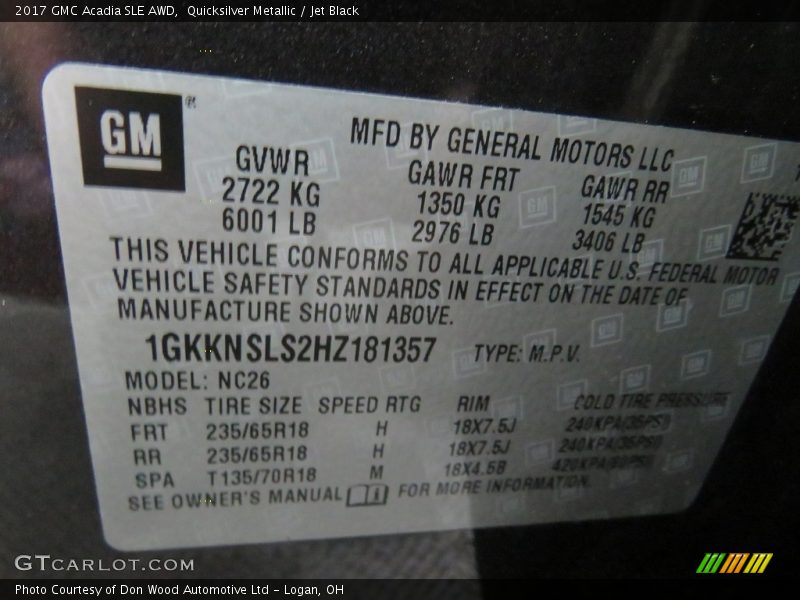 2017 GMC Acadia SLE AWD,  Quicksilver Metallic / Jet Black
GM®
MFD BY GENERAL MOTORS LLC
GVWR GAWR FRT GAWR RR
2722 KG 1350 KG 1545 KG
6001 LB 2976 LB 3406 LB
THIS VEHICLE CONFORMS TO ALL APPLICABLE U.S. FEDERAL MOTOR
VEHICLE SAFETY STANDARDS IN EFFECT ON THE DATE OF
MANUFACTURE SHOWN ABOVE.
1GKKNSLS2HZ181357 TYPE: M.P.V.
MODEL: NC26
NBHS TIRE SIZE SPEED RTG RIM COLD TIRE PRESSURE
FRT 235/65R18 H 18X7.5J 240KPA(35PSI)
RR 235/65R18 H 18X7.5J 240KPA(35PSI)
SPA T135/70R18 M 18X4.5B 420KPA(60PSI)
SEE OWNER'S MANUAL FOR MORE INFORMATION.
GTCARLOT.COM
Photo Courtesy of Don Wood Automotive Ltd - Logan, OH